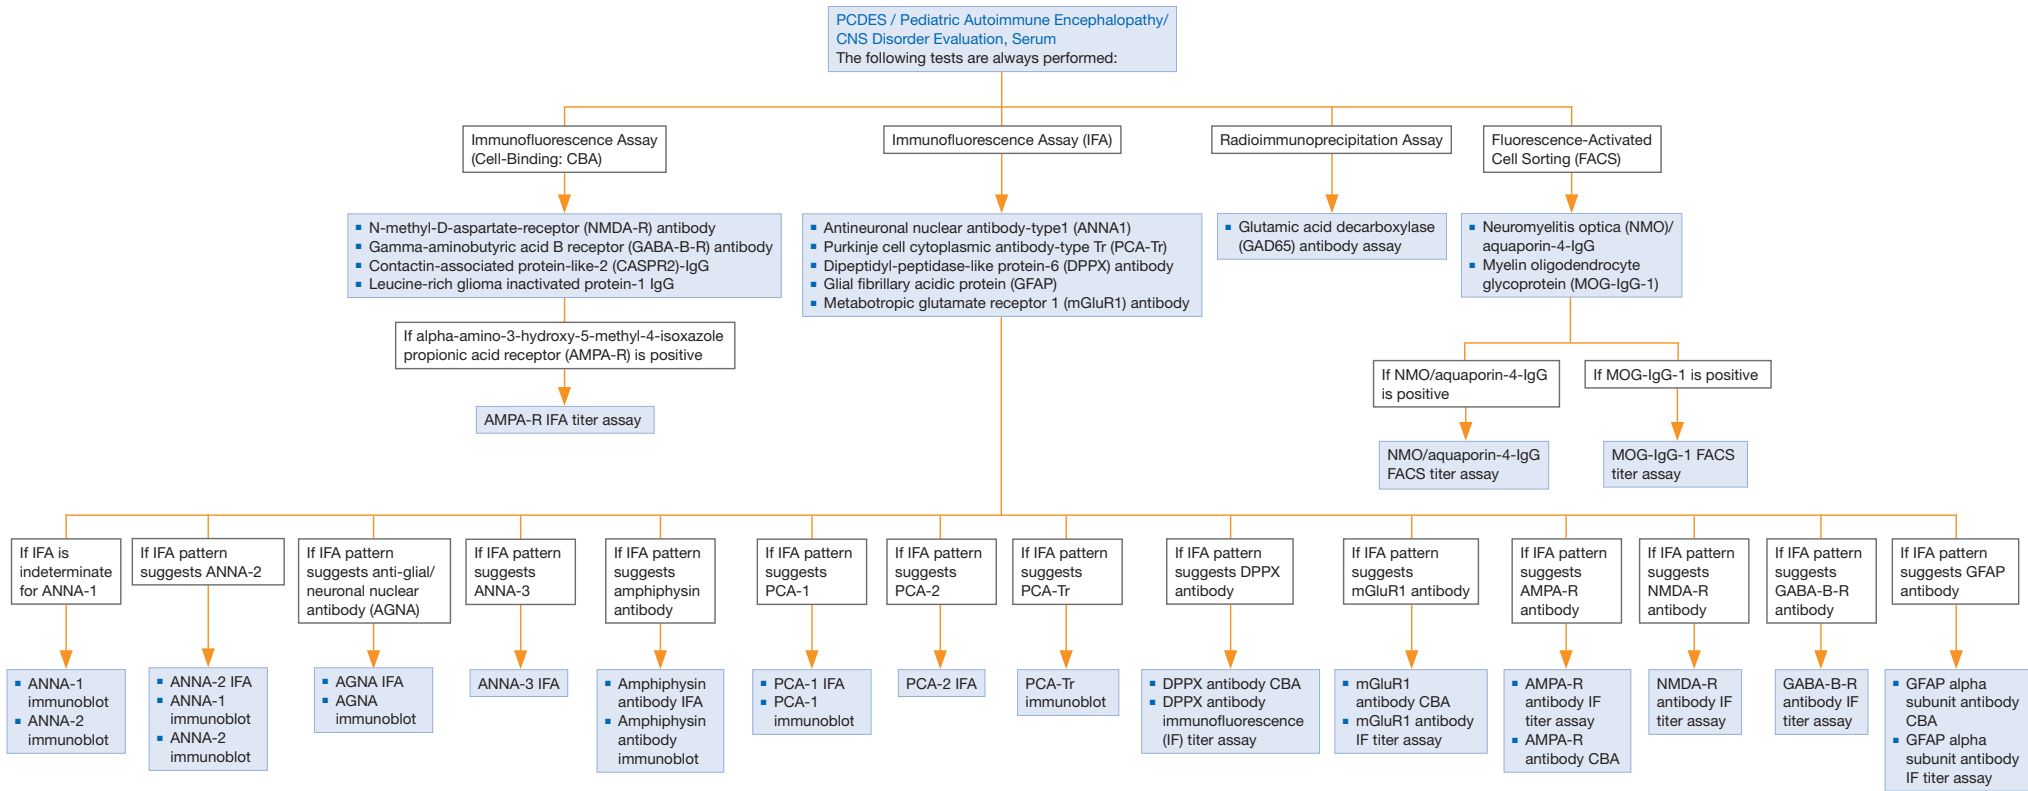 PCDES / Pediatric Autoimmune Encephalopathy/
CNS Disorder Evaluation, Serum
The following tests are always performed:
Immunofluorescence Assay
(Cell-Binding: CBA)
Immunofluorescence Assay (IFA)
Radioimmunoprecipitation Assay
Fluorescence-Activated
Cell Sorting (FACS)
▪ N-methyl-D-aspartate-receptor (NMDA-R) antibody
▪ Gamma-aminobutyric acid B receptor (GABA-B-R) antibody
▪ Contactin-associated protein-like-2 (CASPR2)-IgG
▪ Leucine-rich glioma inactivated protein-1 IgG
▪ Antineuronal nuclear antibody-type1 (ANNA1)
▪ Purkinje cell cytoplasmic antibody-type Tr (PCA-Tr)
▪ Dipeptidyl-peptidase-like protein-6 (DPPX) antibody
▪ Glial fibrillary acidic protein (GFAP)
▪ Metabotropic glutamate receptor 1 (mGluR1) antibody
▪ Glutamic acid decarboxylase
(GAD65) antibody assay
▪ Neuromyelitis optica (NMO)/
aquaporin-4-IgG
▪ Myelin oligodendrocyte
glycoprotein (MOG-IgG-1)
If alpha-amino-3-hydroxy-5-methyl-4-isoxazole
propionic acid receptor (AMPA-R) is positive
AMPA-R IFA titer assay
If NMO/aquaporin-4-IgG
is positive
If MOG-IgG-1 is positive
NMO/aquaporin-4-IgG
FACS titer assay
MOG-IgG-1 FACS
titer assay
If IFA is
indeterminate
for ANNA-1
If IFA pattern
suggests ANNA-2
If IFA pattern
suggests anti-glial/
neuronal nuclear
antibody (AGNA)
If IFA pattern
suggests
ANNA-3
If IFA pattern
suggests
amphiphysin
antibody
If IFA pattern
suggests
PCA-1
If IFA pattern
suggests
PCA-2
If IFA pattern
suggests
PCA-Tr
If IFA pattern
suggests DPPX
antibody
If IFA pattern
suggests
mGluR1 antibody
If IFA pattern
suggests
AMPA-R
antibody
If IFA pattern
suggests
NMDA-R
antibody
If IFA pattern
suggests
GABA-B-R
antibody
If IFA pattern
suggests GFAP
antibody
▪ ANNA-1
immunoblot
▪ ANNA-2
immunoblot
▪ ANNA-2 IFA
▪ ANNA-1
immunoblot
▪ ANNA-2
immunoblot
▪ AGNA IFA
▪ AGNA
immunoblot
ANNA-3 IFA
▪ Amphiphysin
antibody IFA
▪ Amphiphysin
antibody
immunoblot
▪ PCA-1 IFA
▪ PCA-1
immunoblot
PCA-2 IFA
PCA-Tr
immunoblot
▪ DPPX antibody CBA
▪ DPPX antibody
immunofluorescence
(IF) titer assay
▪ mGluR1
antibody CBA
▪ mGluR1 antibody
IF titer assay
▪ AMPA-R
antibody IF
titer assay
▪ AMPA-R
antibody CBA
NMDA-R
antibody IF
titer assay
GABA-B-R
antibody IF
titer assay
▪ GFAP alpha
subunit antibody
CBA
▪ GFAP alpha
subunit antibody
IF titer assay